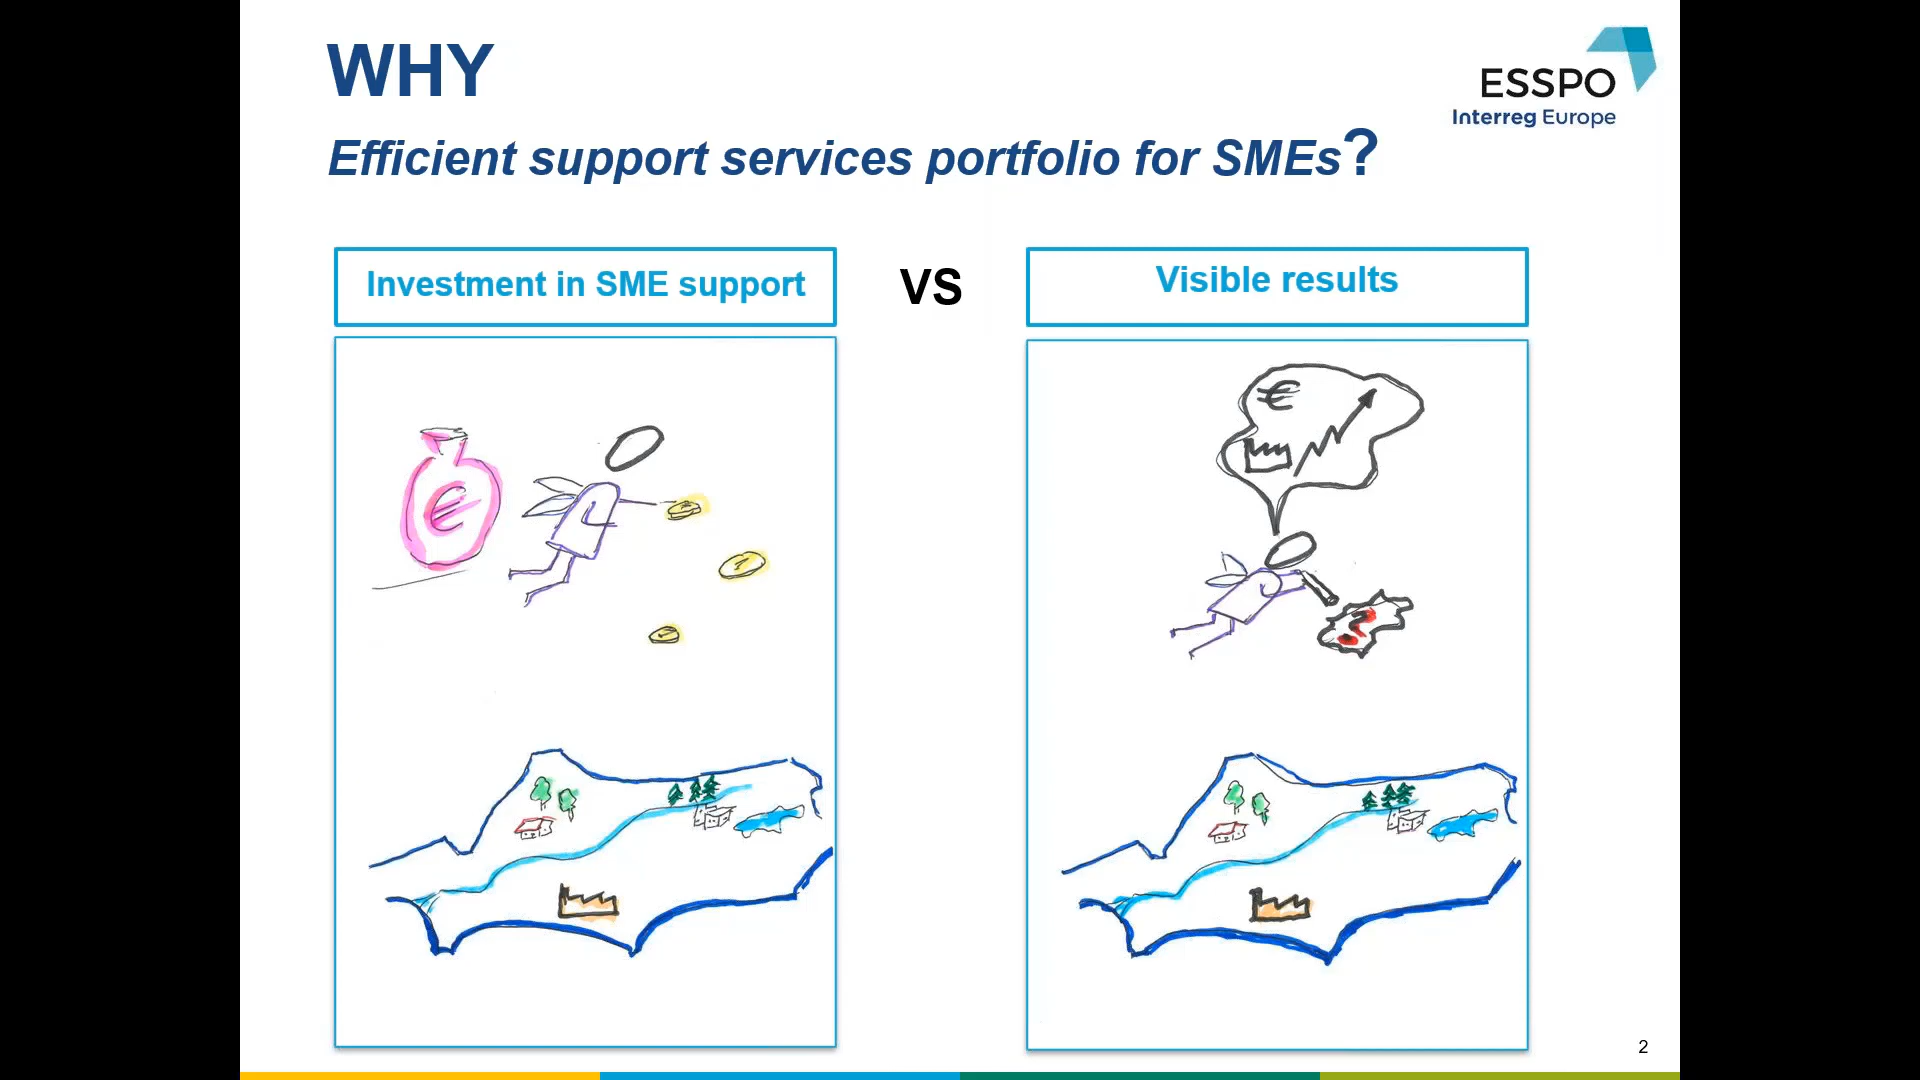 WHY
ESSPO
Interreg Europe
Efficient support services portfolio for SMEs?
Investment in SME support
VS
Visible results
€
€
?
2